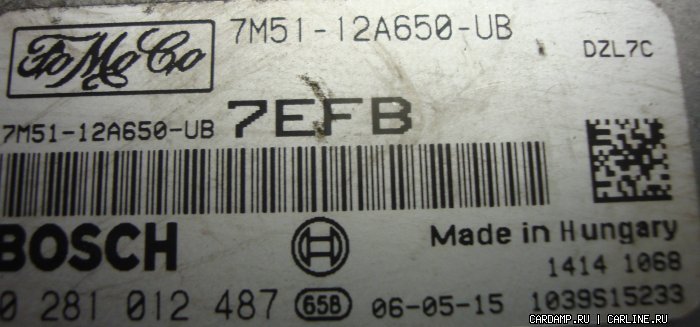 FoMoCo
7M51-12A650-UB
DZL7C
7M51-12A650-UB 7EFB
BOSCH
Made in Hungary
1414 1068
0 281 012 487 65B 06-05-15 1039S15233
CARDAMP.RU | CARLINE.RU